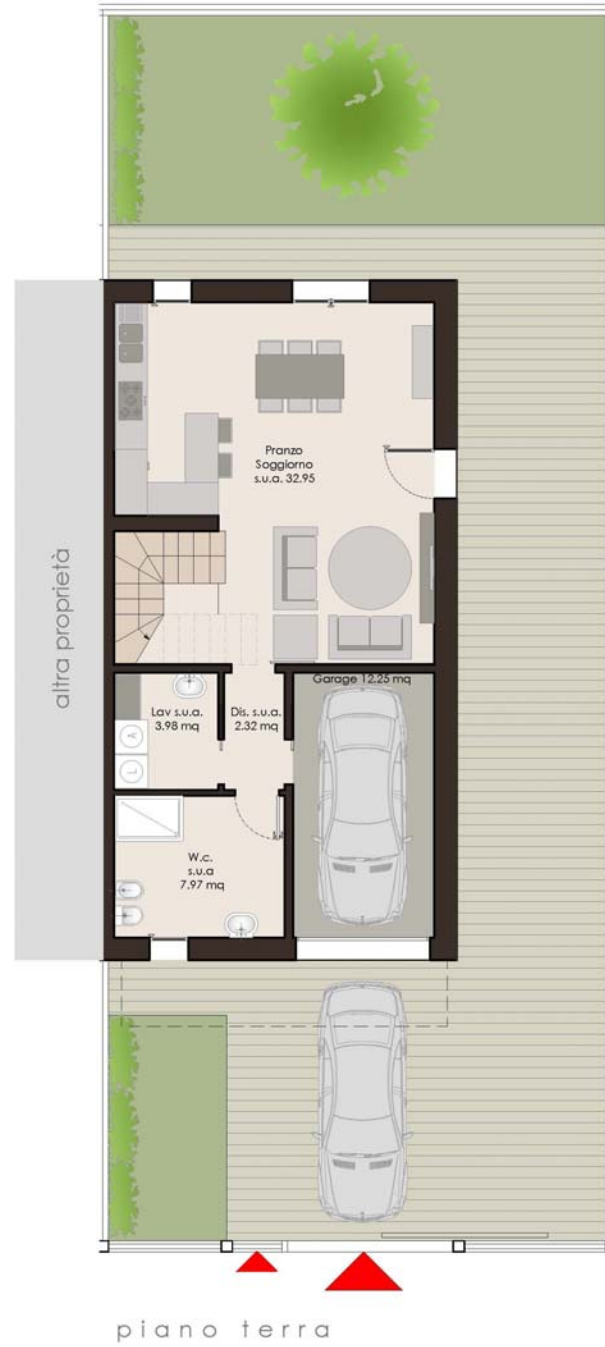 Pranzo
Soggiorno
s.u.a. 32.95
altra proprietà
Garage 12.25 mq
Lav s.u.a.
3.98 mq
Dis. s.u.a.
2.32 mq
A
L
W.c.
s.u.a
7.97 mq
piano terra